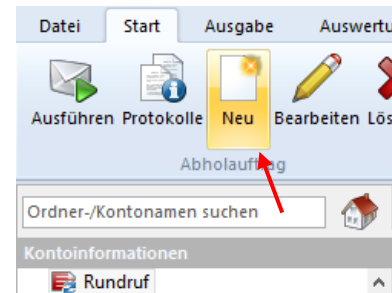 Datei Start Ausgabe Auswertu
Ausführen Protokolle Neu Bearbeiten Lös
Abholauftrag
Ordner-/Kontonamen suchen
Kontoinformationen
Rundruf